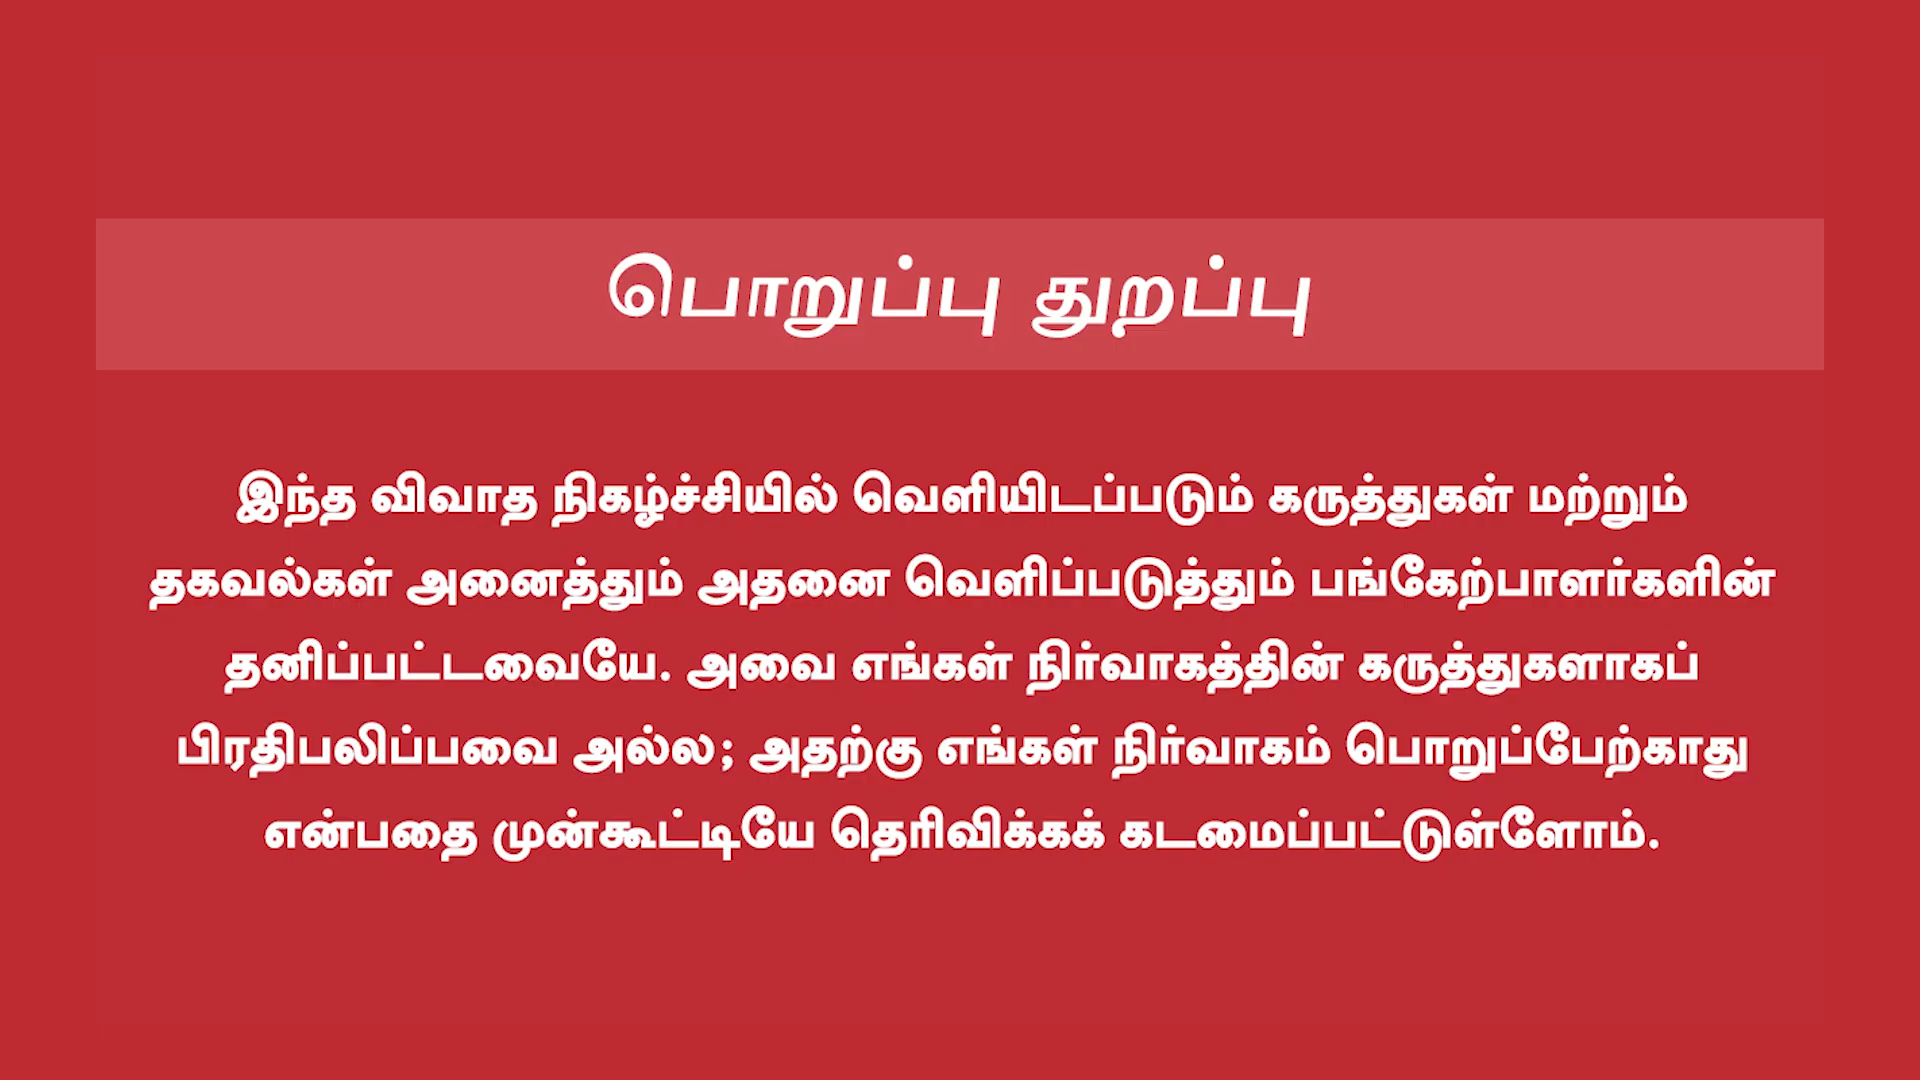 பொறுப்பு துறப்பு
இந்த விவாத நிகழ்ச்சியில் வெளியிடப்படும் கருத்துகள் மற்றும்
தகவல்கள் அனைத்தும் அதனை வெளிப்படுத்தும் பங்கேற்பாளர்களின்
தனிப்பட்டவையே. அவை எங்கள் நிர்வாகத்தின் கருத்துகளாகப்
பிரதிபலிப்பவை அல்ல; அதற்கு எங்கள் நிர்வாகம் பொறுப்பேற்காது
என்பதை முன்கூட்டியே தெரிவிக்கக் கடமைப்பட்டுள்ளோம்.